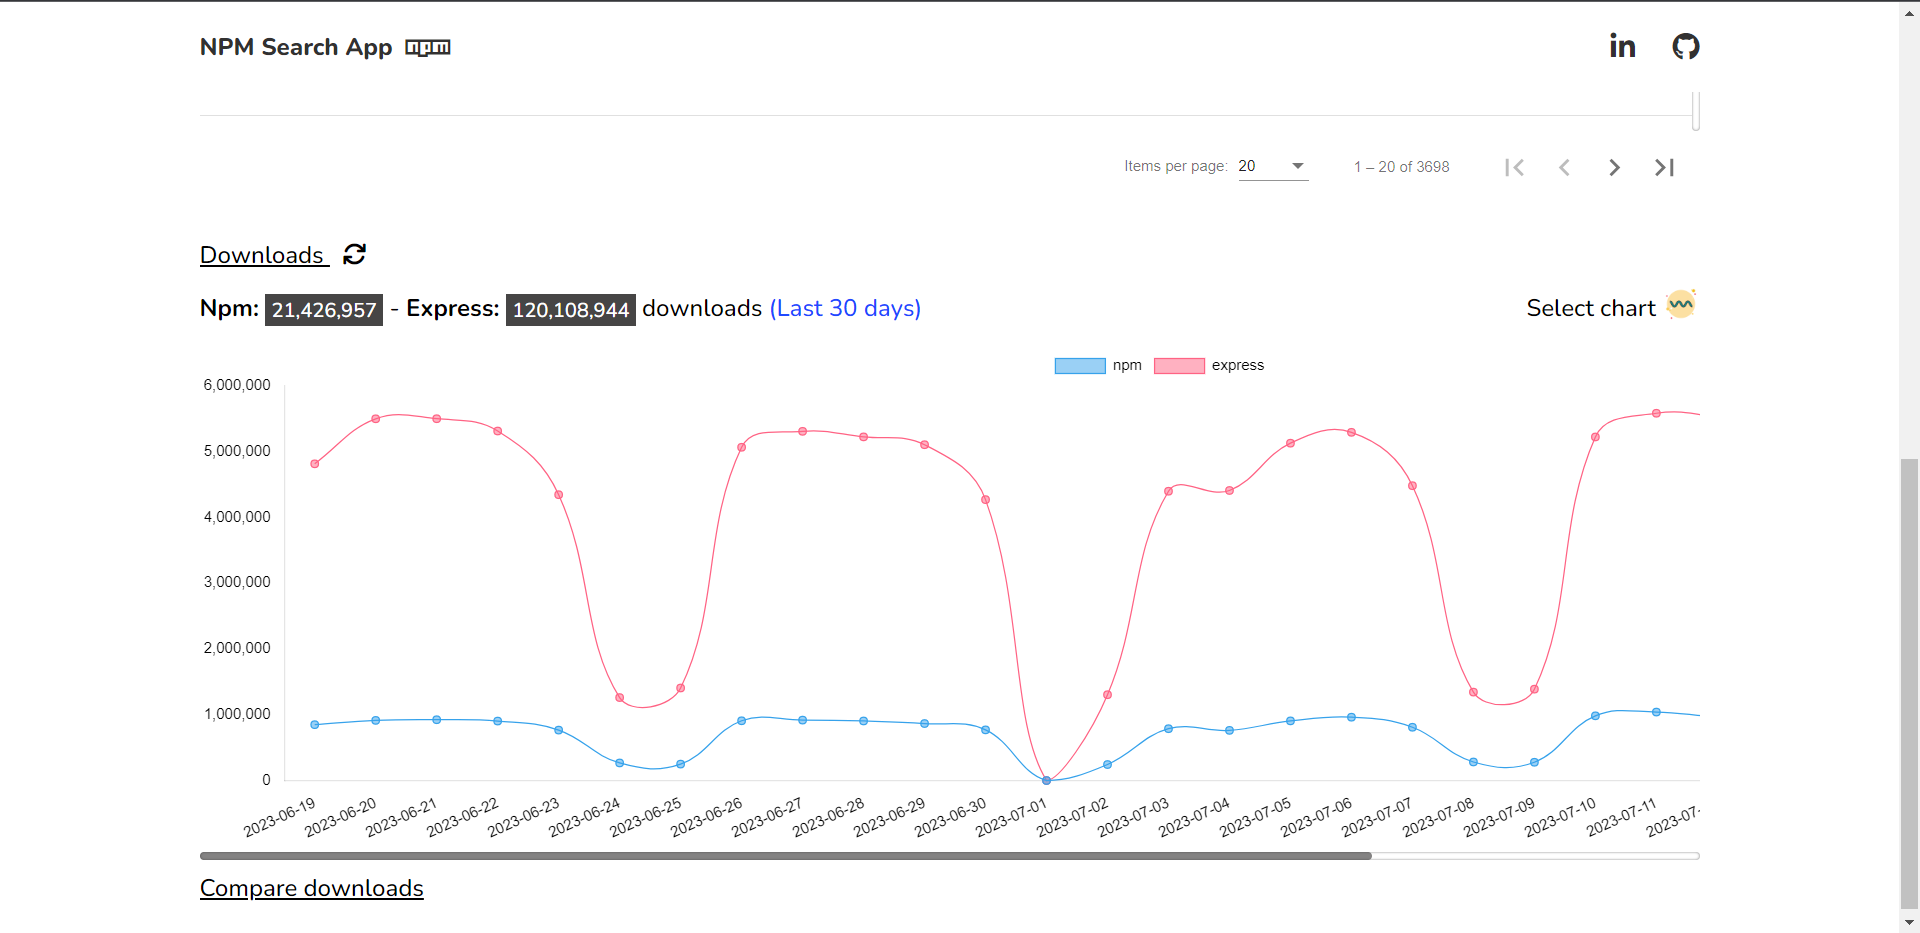 NPM Search App npm
in
Items per page: 20 1 – 20 of 3698
Downloads
Npm: 21,426,957 - Express: 120,108,944 downloads (Last 30 days)
Select chart
npm express
6,000,000
5,000,000
4,000,000
3,000,000
2,000,000
1,000,000
0
2023-06-19 2023-06-20 2023-06-21 2023-06-22 2023-06-23 2023-06-24 2023-06-25 2023-06-26 2023-06-27 2023-06-28 2023-06-29 2023-06-30 2023-07-01 2023-07-02 2023-07-03 2023-07-04 2023-07-05 2023-07-06 2023-07-07 2023-07-08 2023-07-09 2023-07-10 2023-07-11 2023-07-
Compare downloads